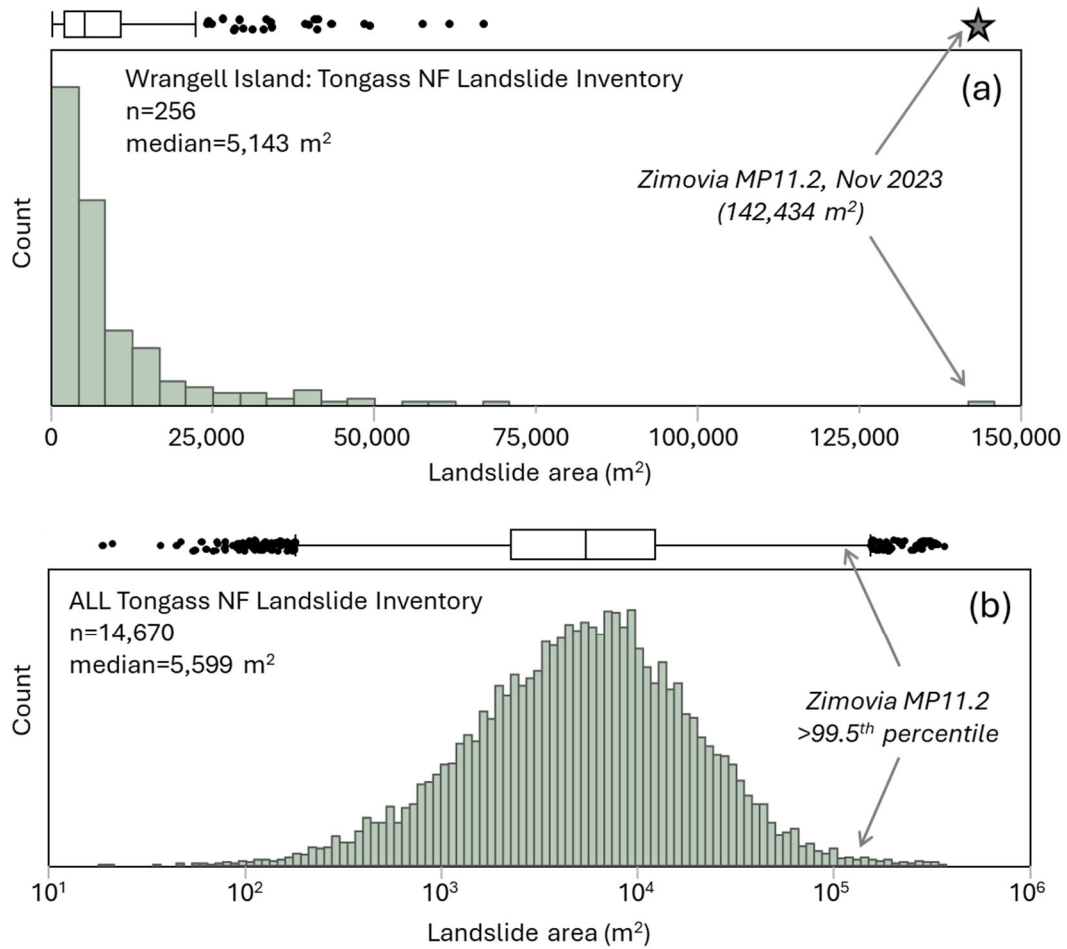 Wrangell Island: Tongass NF Landslide Inventory
(a)
n=256
median=5,143 m²
Zimovia MP11.2, Nov 2023
(142,434 m²)
Count
0 25,000 50,000 75,000 100,000 125,000 150,000
Landslide area (m²)
ALL Tongass NF Landslide Inventory
(b)
n=14,670
median=5,599 m²
Zimovia MP11.2
>99.5th percentile
Count
10¹ 10² 10³ 10⁴ 10⁵ 10⁶
Landslide area (m²)